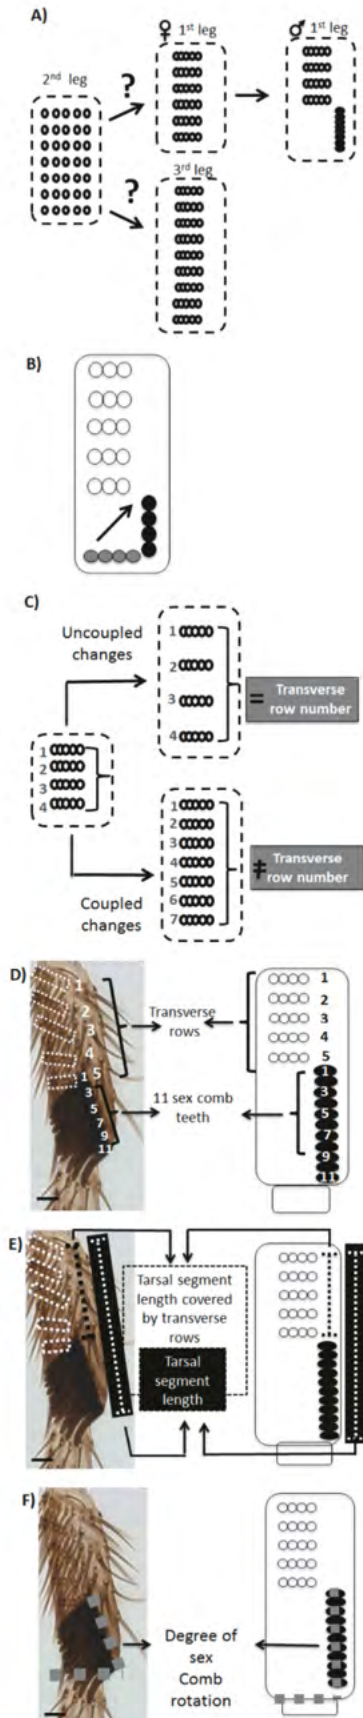 A)
♀ 1st leg
♂ 1st leg
2nd leg
?
?
3rd leg
B)
C)
Uncoupled
changes
1
2
3
4
= Transverse
row number
1
2
3
4
Coupled
changes
1
2
3
4
5
6
7
≠ Transverse
row number
D)
1
2
3
4
5
Transverse
rows
1
2
3
4
5
1
3
5
7
9
11
11 sex comb
teeth
1
3
5
7
9
11
E)
Tarsal segment
length covered
by transverse
rows
Tarsal
segment
length
F)
Degree of
sex
Comb
rotation